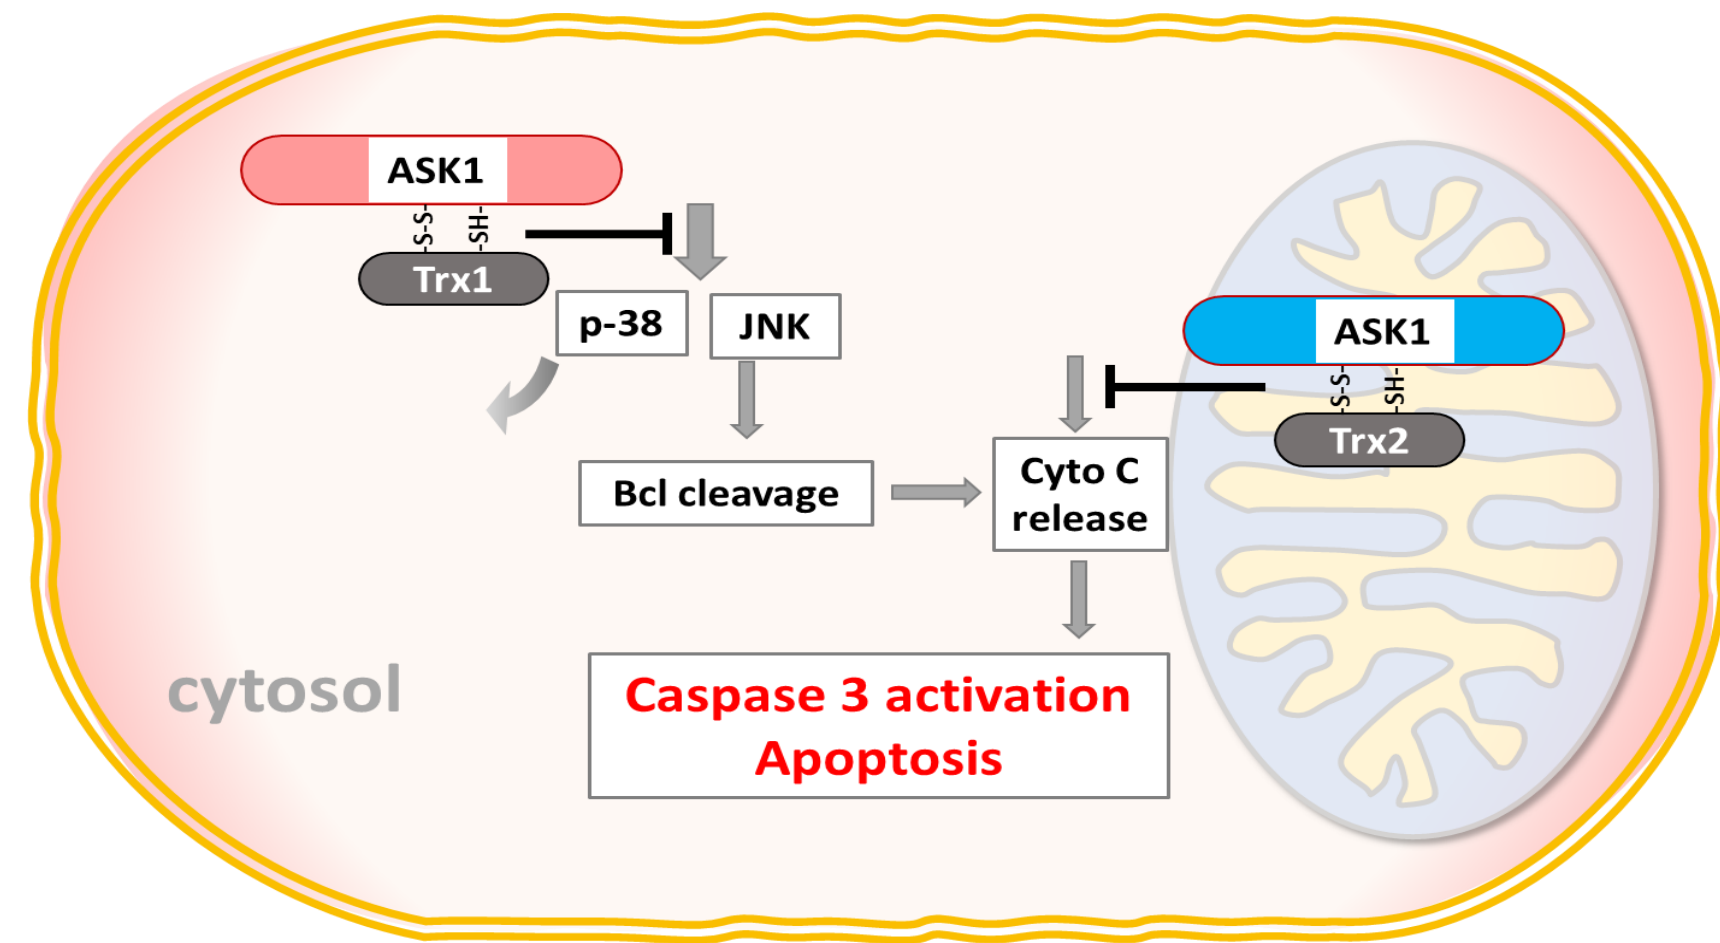 ASK1
-S-S-
-SH-
Trx1
p-38
JNK
ASK1
-S-S-
-SH-
Trx2
Bcl cleavage
Cyto C
release
cytosol
Caspase 3 activation
Apoptosis